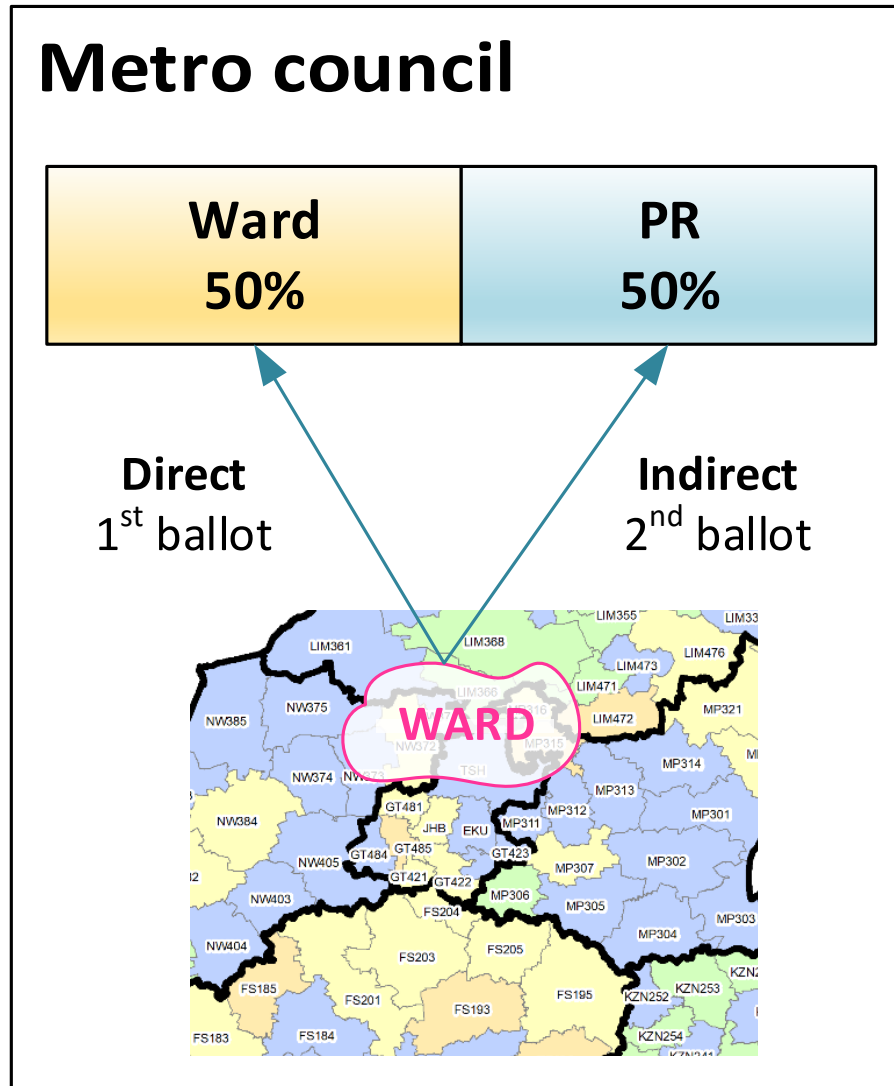 Metro council
Ward PR
50% 50%
Direct Indirect
1st ballot 2nd ballot
LIM355
LIM361 LIM368
LIM473 LIM476
LIM471
NW375 LIM366
NW385 LIM472 MP321
WARD
NW372 MP315
MP314
TSH
NW374 MP313
GT481 MP312 MP301
NW384 JHB EKU MP311
GT484 GT485 GT423 MP302
NW405 MP307
GT421 GT422
NW403 MP306
FS204 MP305 MP303
NW404 MP304
FS203 FS205
FS185 KZN253
FS201 FS193 FS195 KZN252
FS183 FS184 KZN254